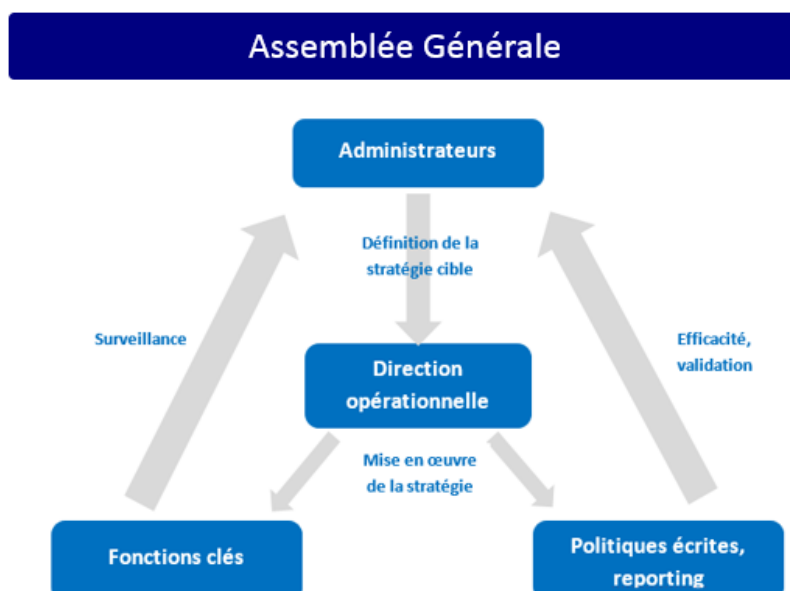 Assemblée Générale
Administrateurs
Définition de la
stratégie cible
Surveillance
Efficacité,
validation
Direction
opérationnelle
Mise en œuvre
de la stratégie
Fonctions clés
Politiques écrites,
reporting